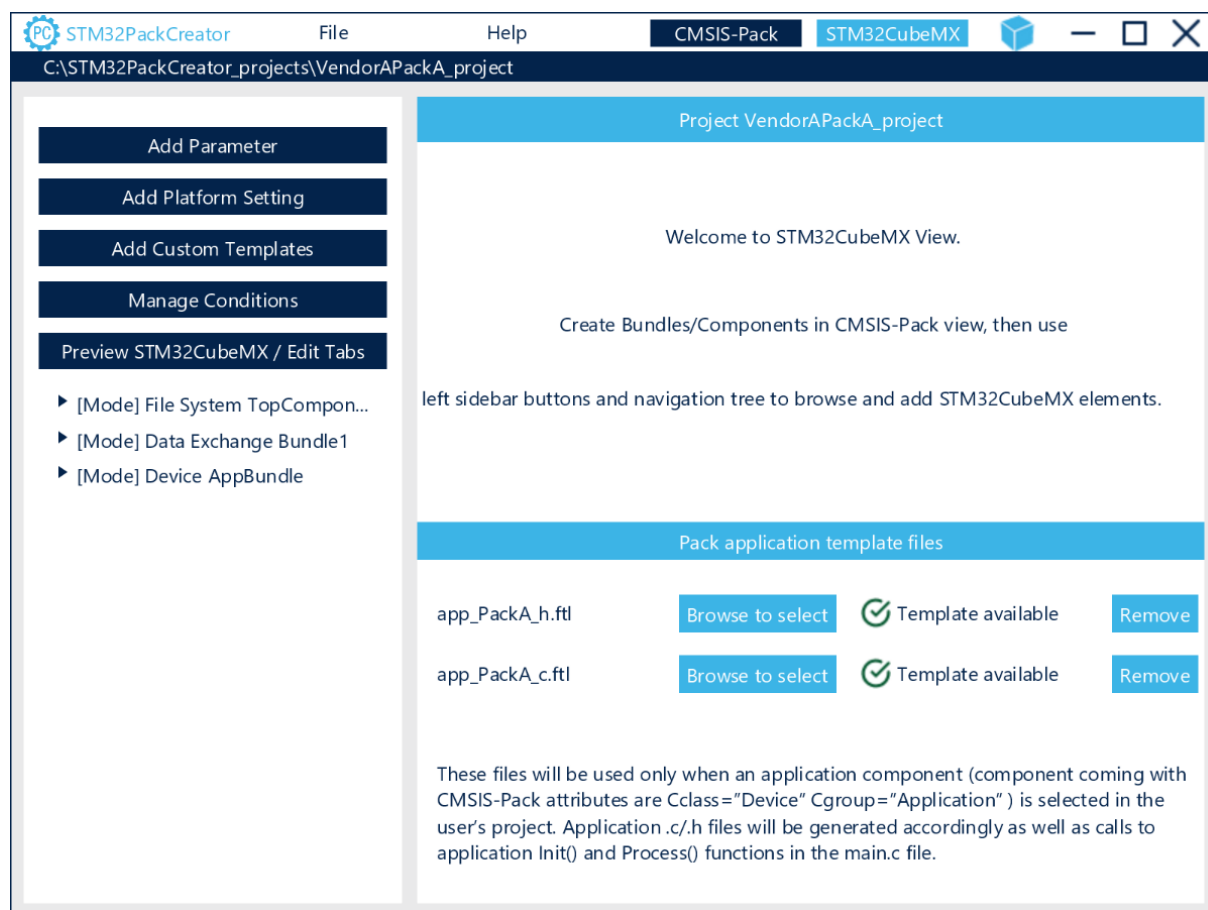 PC STM32PackCreator File Help CMSIS-Pack STM32CubeMX
C:\STM32PackCreator_projects\VendorAPackA_project
Add Parameter
Add Platform Setting
Add Custom Templates
Manage Conditions
Preview STM32CubeMX / Edit Tabs
[Mode] File System TopCompon...
[Mode] Data Exchange Bundle1
[Mode] Device AppBundle
Project VendorAPackA_project
Welcome to STM32CubeMX View.
Create Bundles/Components in CMSIS-Pack view, then use
left sidebar buttons and navigation tree to browse and add STM32CubeMX elements.
Pack application template files
app_PackA_h.ftl Browse to select Template available Remove
app_PackA_c.ftl Browse to select Template available Remove
These files will be used only when an application component (component coming with
CMSIS-Pack attributes are Cclass="Device" Cgroup="Application" ) is selected in the
user's project. Application .c/.h files will be generated accordingly as well as calls to
application Init() and Process() functions in the main.c file.